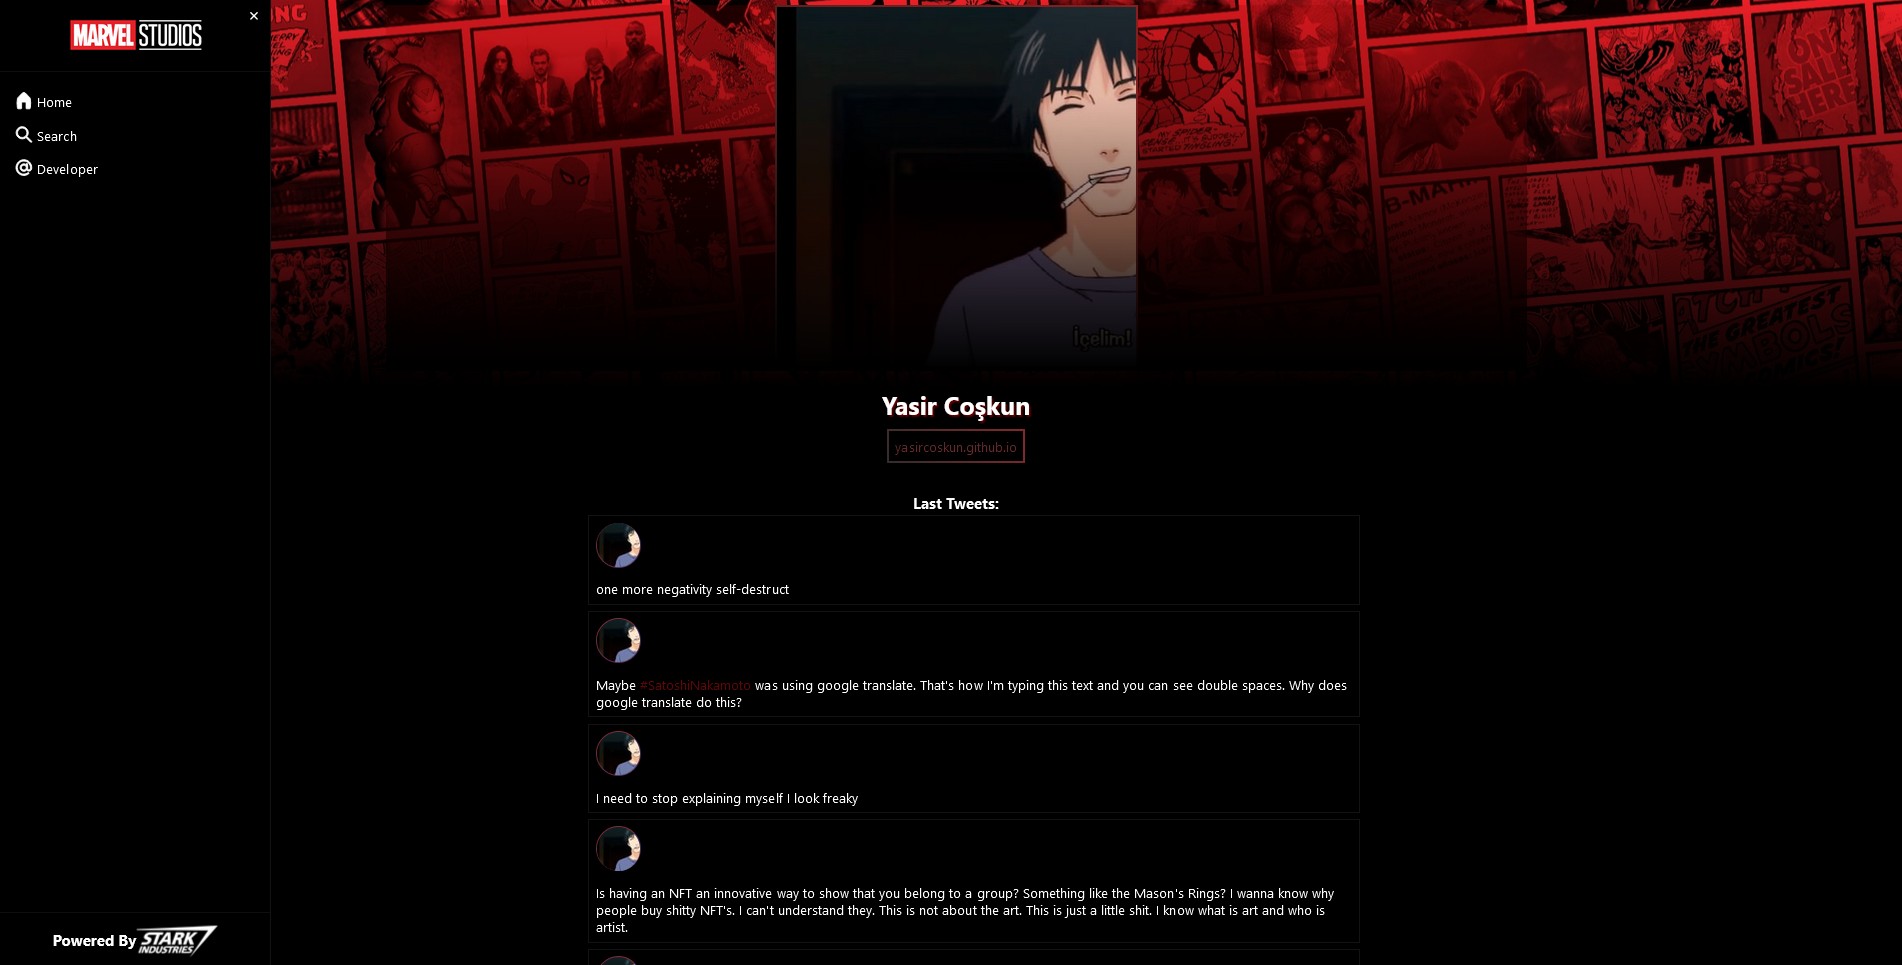 MARVEL STUDIOS
×
Home
Search
Developer
ON
SALE
HERE
İçelim!
THE GREATEST
Yasir Coşkun
yasircoskun.github.io
Last Tweets:
one more negativity self-destruct
Maybe #SatoshiNakamoto was using google translate. That's how I'm typing this text and you can see double spaces. Why does
google translate do this?
I need to stop explaining myself I look freaky
Is having an NFT an innovative way to show that you belong to a group? Something like the Mason's Rings? I wanna know why
people buy shitty NFT's. I can't understand they. This is not about the art. This is just a little shit. I know what is art and who is
artist.
Powered By STARK
INDUSTRIES